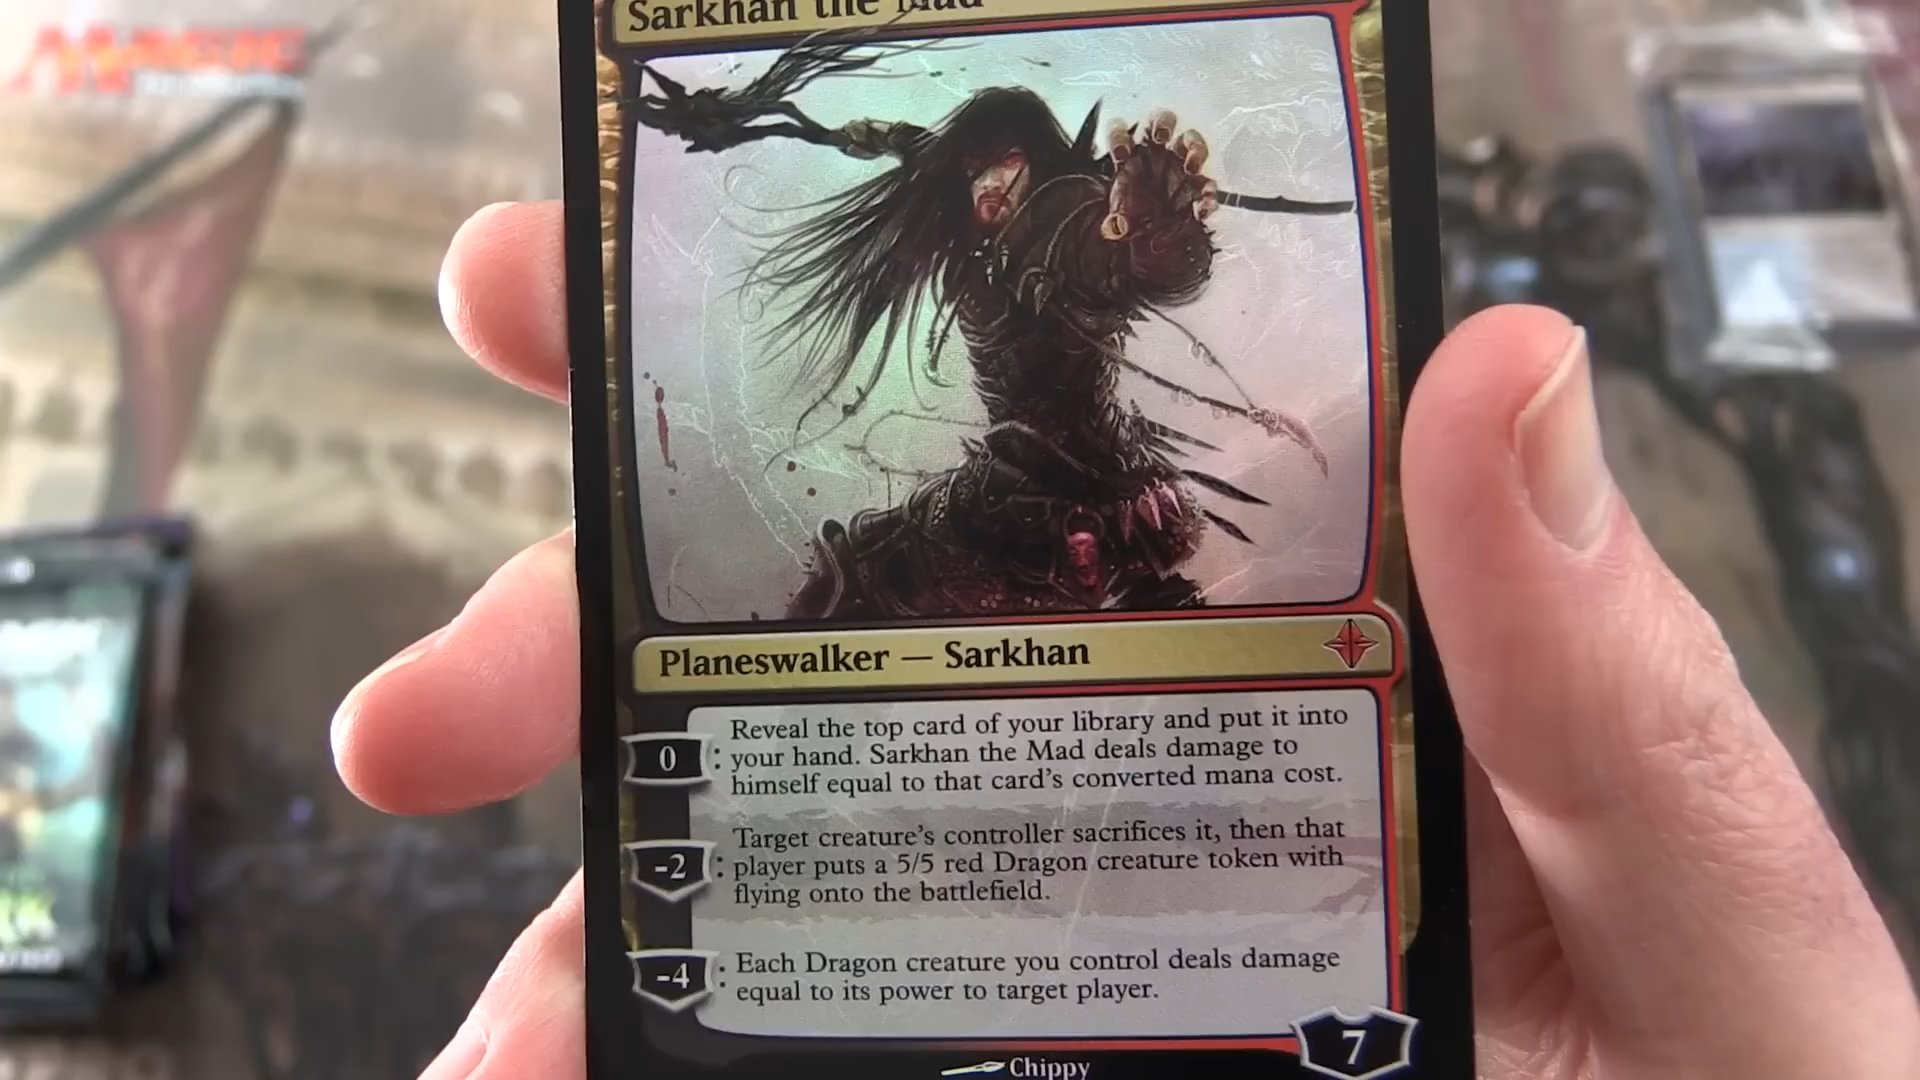 MAGIC
Sarkhan the Mad
Planeswalker — Sarkhan
Reveal the top card of your library and put it into
0 : your hand. Sarkhan the Mad deals damage to
himself equal to that card's converted mana cost.
Target creature's controller sacrifices it, then that
-2 : player puts a 5/5 red Dragon creature token with
flying onto the battlefield.
-4 : Each Dragon creature you control deals damage
equal to its power to target player.
7
Chippy